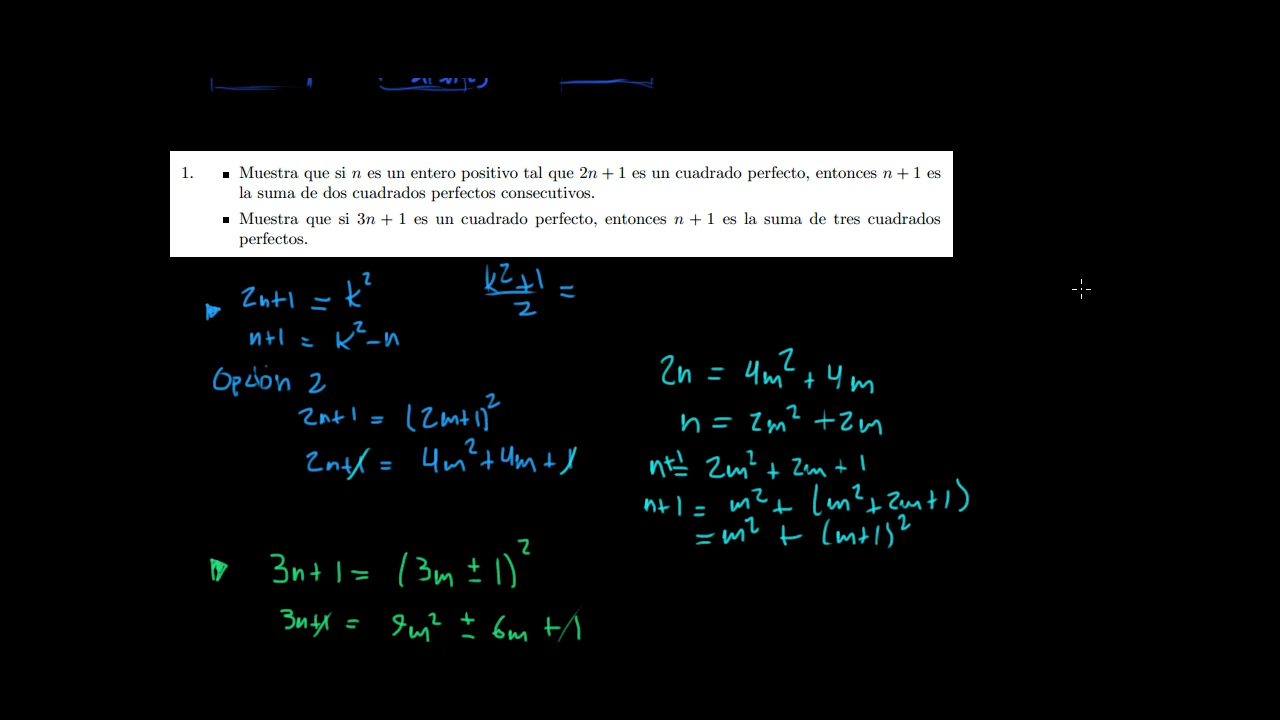 1. ▪ Muestra que si n es un entero positivo tal que 2n + 1 es un cuadrado perfecto, entonces n + 1 es
la suma de dos cuadrados perfectos consecutivos.
▪ Muestra que si 3n + 1 es un cuadrado perfecto, entonces n + 1 es la suma de tres cuadrados
perfectos.
2n+1 = k²
n+1 = k²-n
(k²+1)/2 =
Opción 2
2n+1 = (2m+1)²
2n+1 = 4m²+4m+1
2n = 4m²+4m
n = 2m²+2m
n+1= 2m²+2m+1
n+1 = m²+(m²+2m+1)
= m² + (m+1)²
3n+1 = (3m ± 1)²
3n+1 = 9m² ± 6m +1